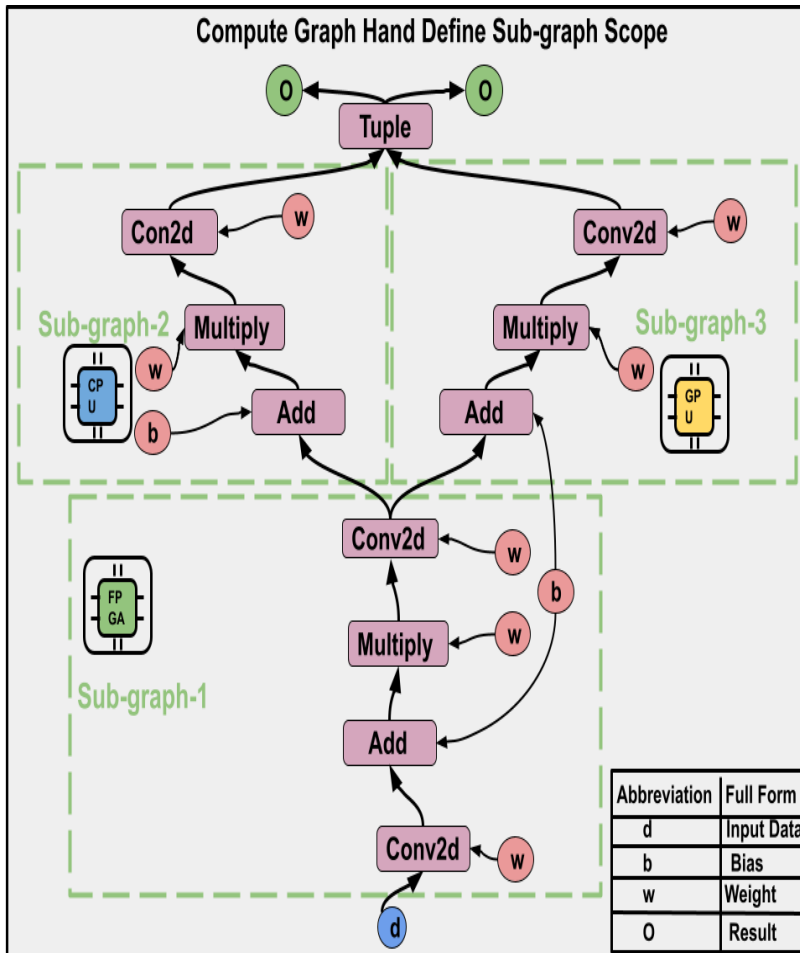 Compute Graph Hand Define Sub-graph Scope
O
O
Tuple
Con2d
w
Conv2d
w
Sub-graph-2
Multiply
Multiply
Sub-graph-3
CP
U
w
w
GP
U
b
Add
Add
Conv2d
w
FP
GA
b
Multiply
w
Sub-graph-1
Add
Conv2d
w
d
Abbreviation Full Form
d Input Data
b Bias
w Weight
O Result